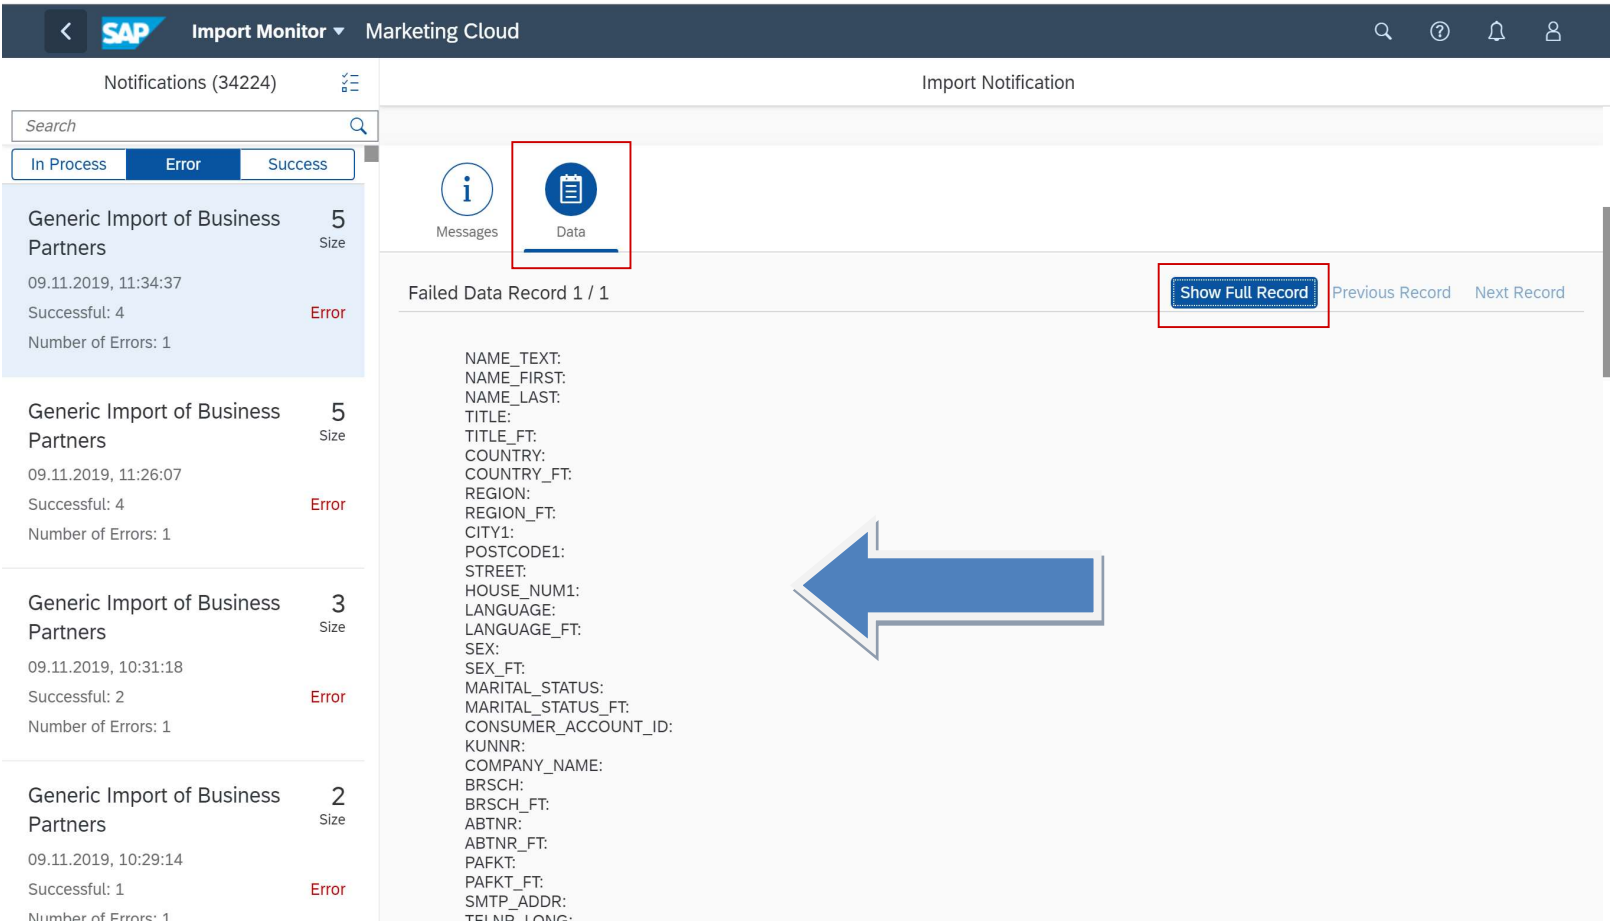 SAP Import Monitor Marketing Cloud
Notifications (34224)
Search
In Process Error Success
Generic Import of Business Partners 5
Size
09.11.2019, 11:34:37
Successful: 4 Error
Number of Errors: 1
Generic Import of Business Partners 5
Size
09.11.2019, 11:26:07
Successful: 4 Error
Number of Errors: 1
Generic Import of Business Partners 3
Size
09.11.2019, 10:31:18
Successful: 2 Error
Number of Errors: 1
Generic Import of Business Partners 2
Size
09.11.2019, 10:29:14
Successful: 1 Error
Number of Errors: 1
Import Notification
Messages Data
Failed Data Record 1 / 1 Show Full Record Previous Record Next Record
NAME_TEXT:
NAME_FIRST:
NAME_LAST:
TITLE:
TITLE_FT:
COUNTRY:
COUNTRY_FT:
REGION:
REGION_FT:
CITY1:
POSTCODE1:
STREET:
HOUSE_NUM1:
LANGUAGE:
LANGUAGE_FT:
SEX:
SEX_FT:
MARITAL_STATUS:
MARITAL_STATUS_FT:
CONSUMER_ACCOUNT_ID:
KUNNR:
COMPANY_NAME:
BRSCH:
BRSCH_FT:
ABTNR:
ABTNR_FT:
PAFKT:
PAFKT_FT:
SMTP_ADDR:
TELNR_LONG: